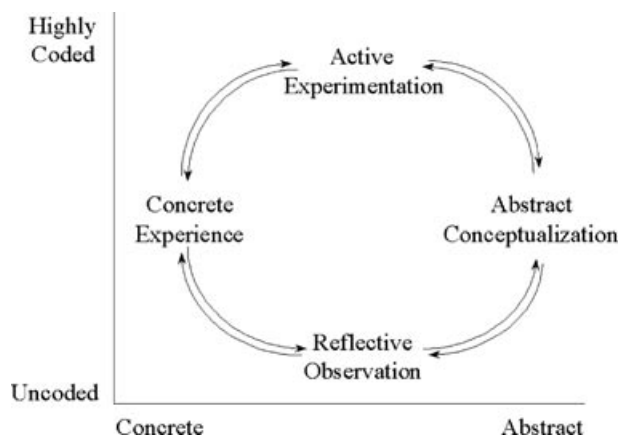 Highly
Coded
Active
Experimentation
Concrete
Experience
Abstract
Conceptualization
Reflective
Observation
Uncoded
Concrete
Abstract